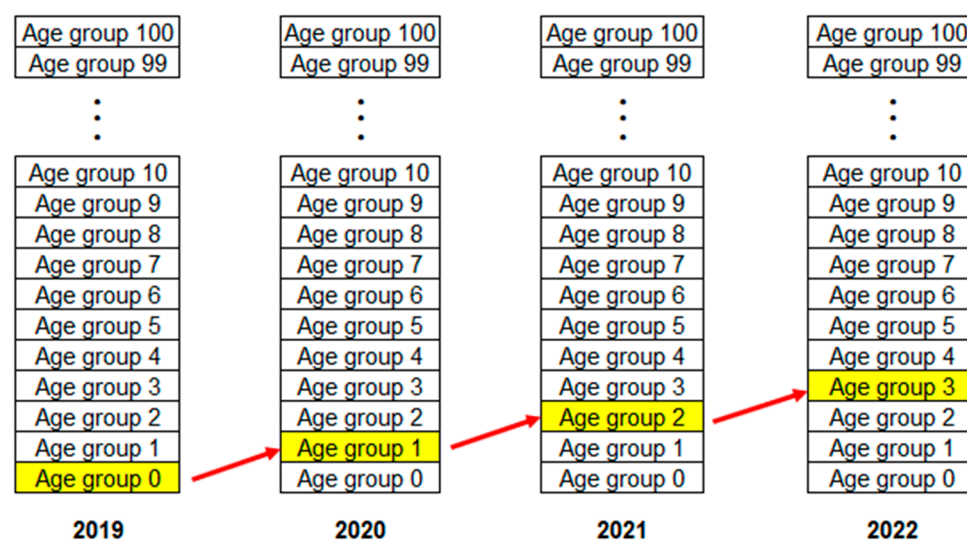 Age group 100
Age group 99
Age group 10
Age group 9
Age group 8
Age group 7
Age group 6
Age group 5
Age group 4
Age group 3
Age group 2
Age group 1
Age group 0
2019
Age group 100
Age group 99
Age group 10
Age group 9
Age group 8
Age group 7
Age group 6
Age group 5
Age group 4
Age group 3
Age group 2
Age group 1
Age group 0
2020
Age group 100
Age group 99
Age group 10
Age group 9
Age group 8
Age group 7
Age group 6
Age group 5
Age group 4
Age group 3
Age group 2
Age group 1
Age group 0
2021
Age group 100
Age group 99
Age group 10
Age group 9
Age group 8
Age group 7
Age group 6
Age group 5
Age group 4
Age group 3
Age group 2
Age group 1
Age group 0
2022